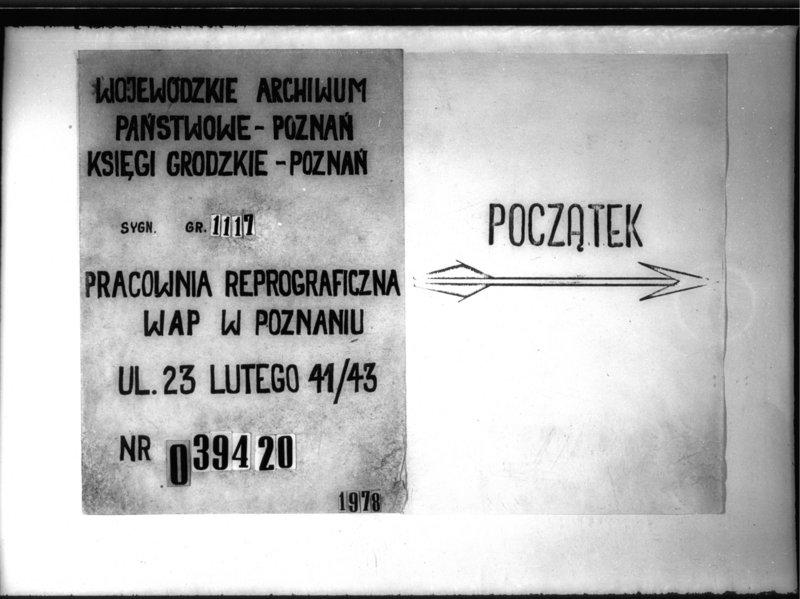 WOJEWÓDZKIE ARCHIWUM
PAŃSTWOWE - POZNAŃ
KSIĘGI GRODZKIE - POZNAŃ
SYGN. GR. 1117
PRACOWNIA REPROGRAFICZNA
WAP W POZNANIU
UL. 23 LUTEGO 41/43
NR 039420
1978
POCZĄTEK